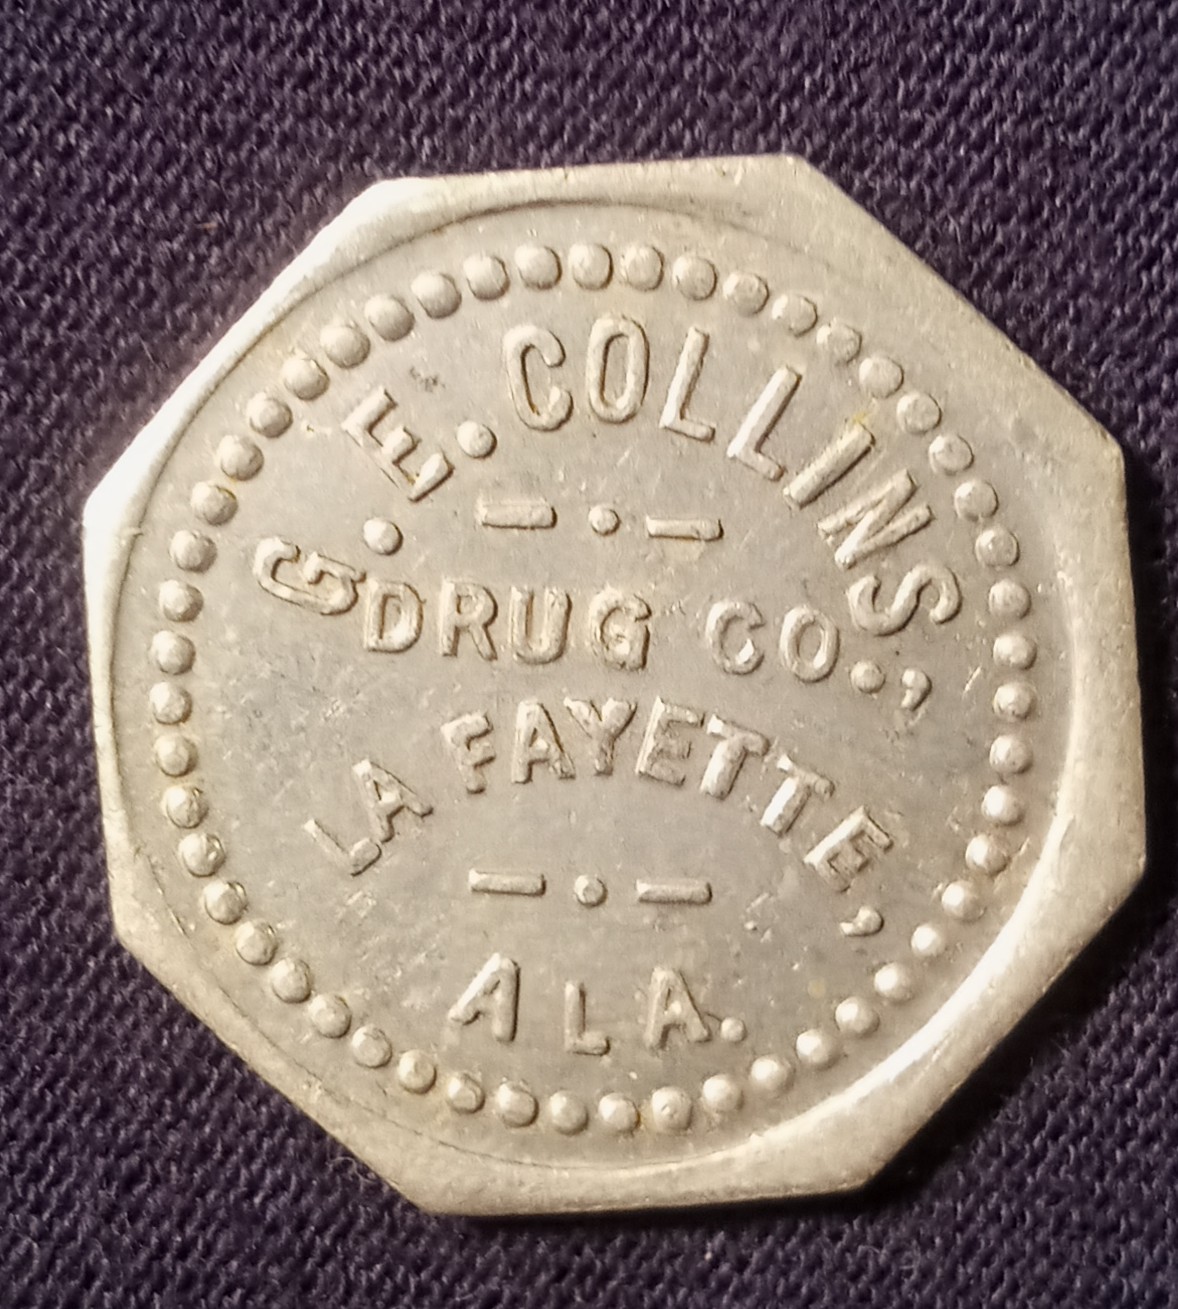 G. E. COLLINS
DRUG CO.,
LA FAYETTE,
ALA.